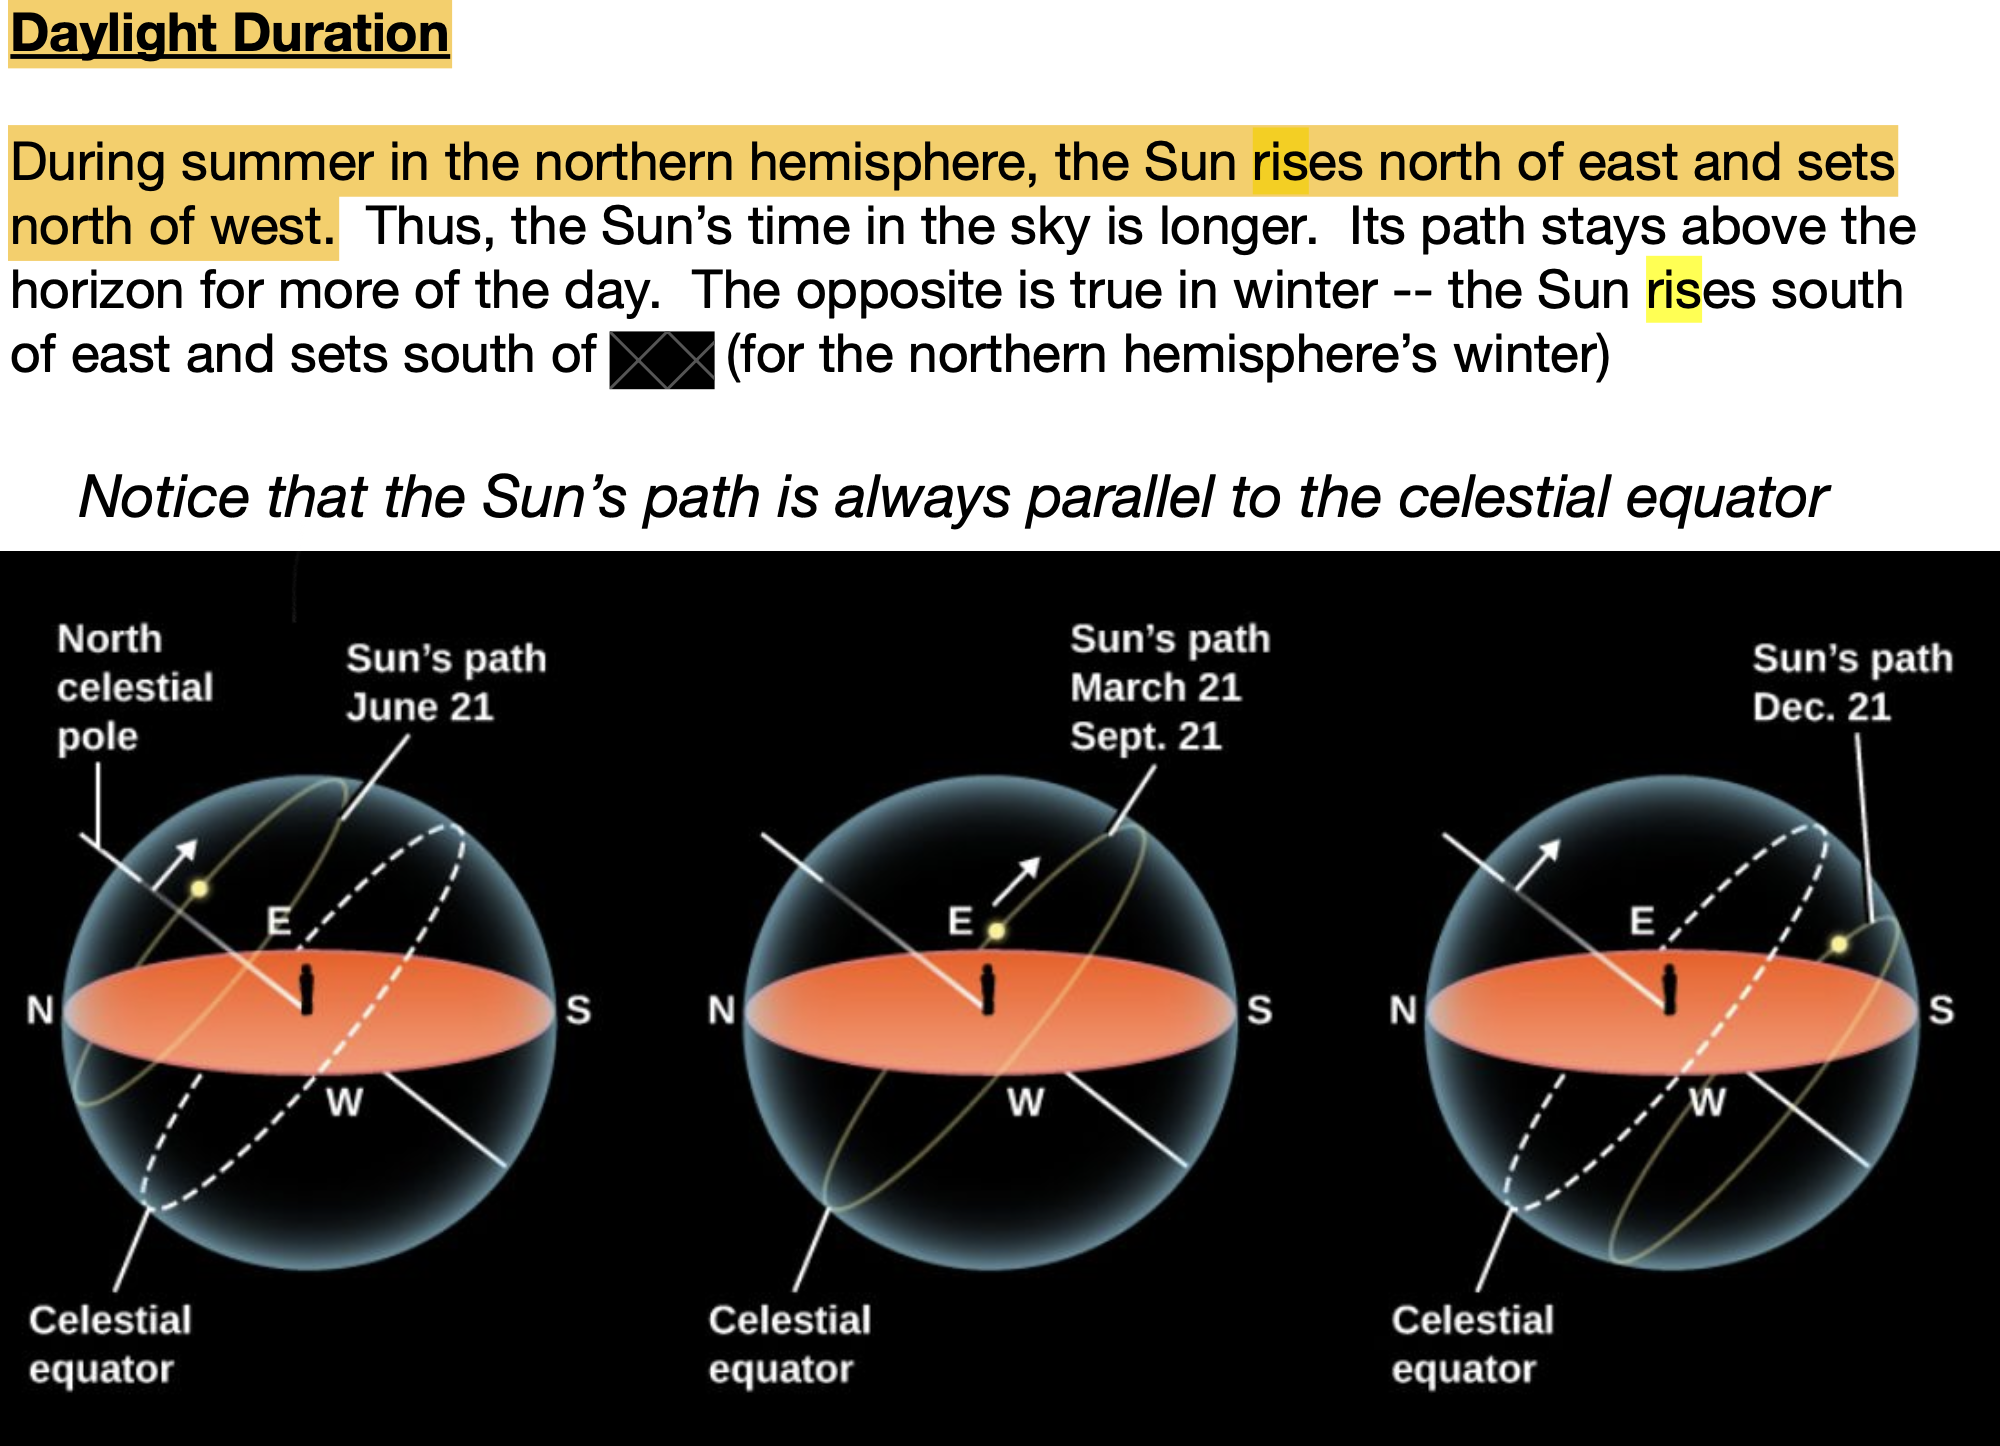 Daylight Duration
During summer in the northern hemisphere, the Sun rises north of east and sets
north of west.  Thus, the Sun’s time in the sky is longer.  Its path stays above the
horizon for more of the day.  The opposite is true in winter -- the Sun rises south
of east and sets south of (for the northern hemisphere’s winter)
Notice that the Sun’s path is always parallel to the celestial equator
North
celestial
pole
Sun’s path
June 21
E
N
S
W
Celestial
equator
Sun’s path
March 21
Sept. 21
E
N
S
W
Celestial
equator
Sun’s path
Dec. 21
E
N
S
W
Celestial
equator